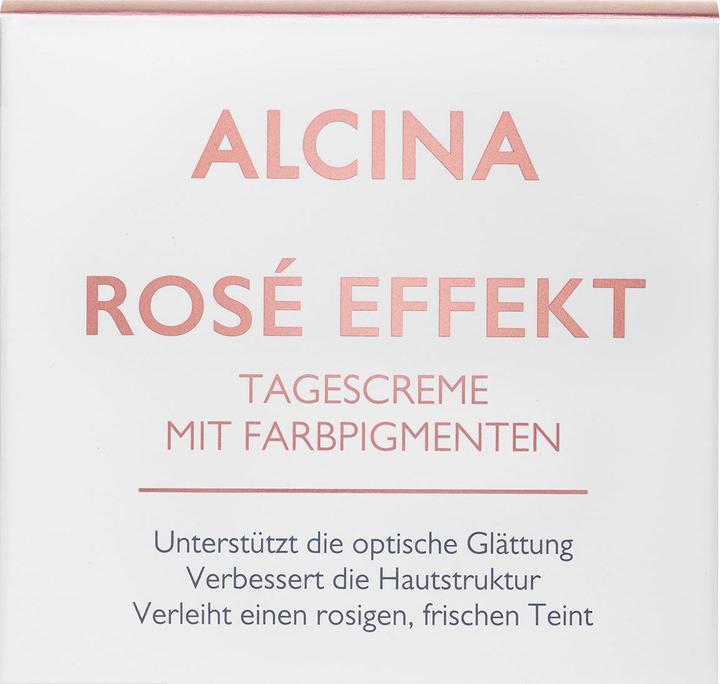 ALCINA
ROSÉ EFFEKT
TAGESCREME
MIT FARBPIGMENTEN
Unterstützt die optische Glättung
Verbessert die Hautstruktur
Verleiht einen rosigen, frischen Teint